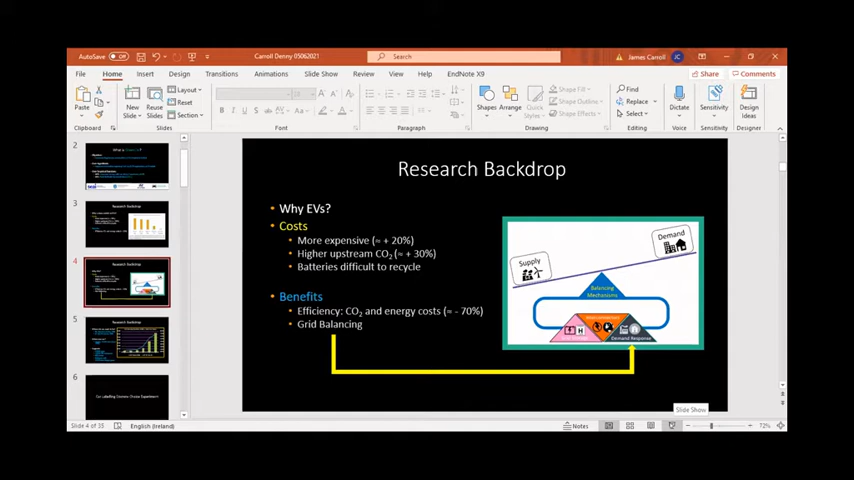 AutoSave Off
Carroll Denny 05062021
Search
James Carroll JC
File Home Insert Design Transitions Animations Slide Show Review View Help EndNote X9
Share Comments
Paste
New
Slide
Reuse
Slides
Layout
Reset
Section
Shapes
Arrange
Quick
Styles
Shape Fill
Shape Outline
Shape Effects
Find
Replace
Select
Dictate
Sensitivity
Design
Ideas
Clipboard
Slides
Font
Paragraph
Drawing
Editing
Voice
Sensitivity
Designer
2
3
Research Backdrop
4
Research Backdrop
5
Research Backdrop
6
Research Backdrop
• Why EVs?
• Costs
• More expensive (≈ + 20%)
• Higher upstream CO₂ (≈ + 30%)
• Batteries difficult to recycle
• Benefits
• Efficiency: CO₂ and energy costs (≈ - 70%)
• Grid Balancing
Supply
Demand
Balancing
Mechanisms
H
Demand Response
Slide Show
Slide 4 of 35
English (Ireland)
Notes
72%